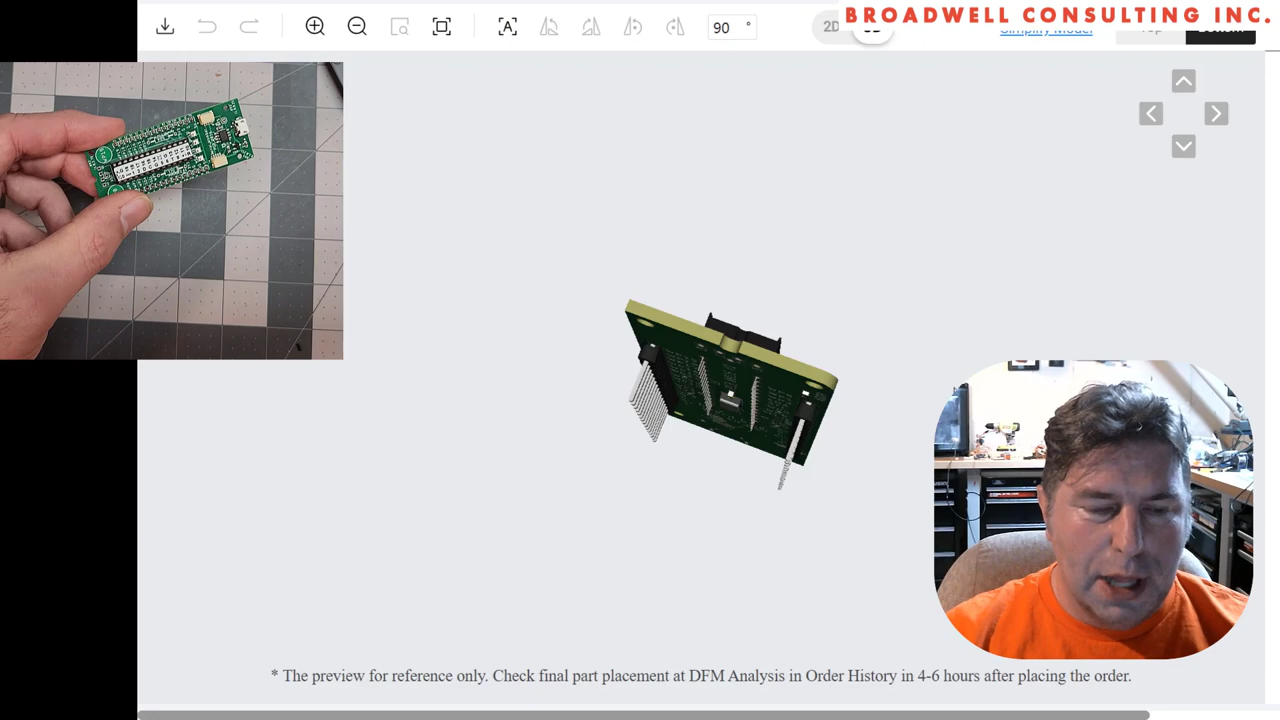 BROADWELL CONSULTING INC.
90 °
2D
Simplify Model
* The preview for reference only. Check final part placement at DFM Analysis in Order History in 4-6 hours after placing the order.